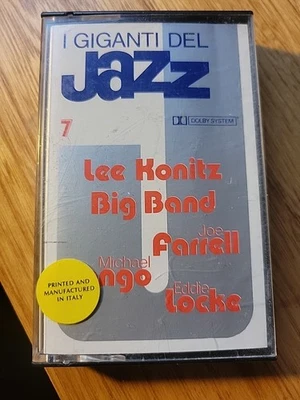 I GIGANTI DEL
jazz
DOLBY SYSTEM
7
Lee Konitz
Big Band
Joe
Farrell
Michael
ngo
Eddie
Locke
PRINTED AND
MANUFACTURED
IN ITALY